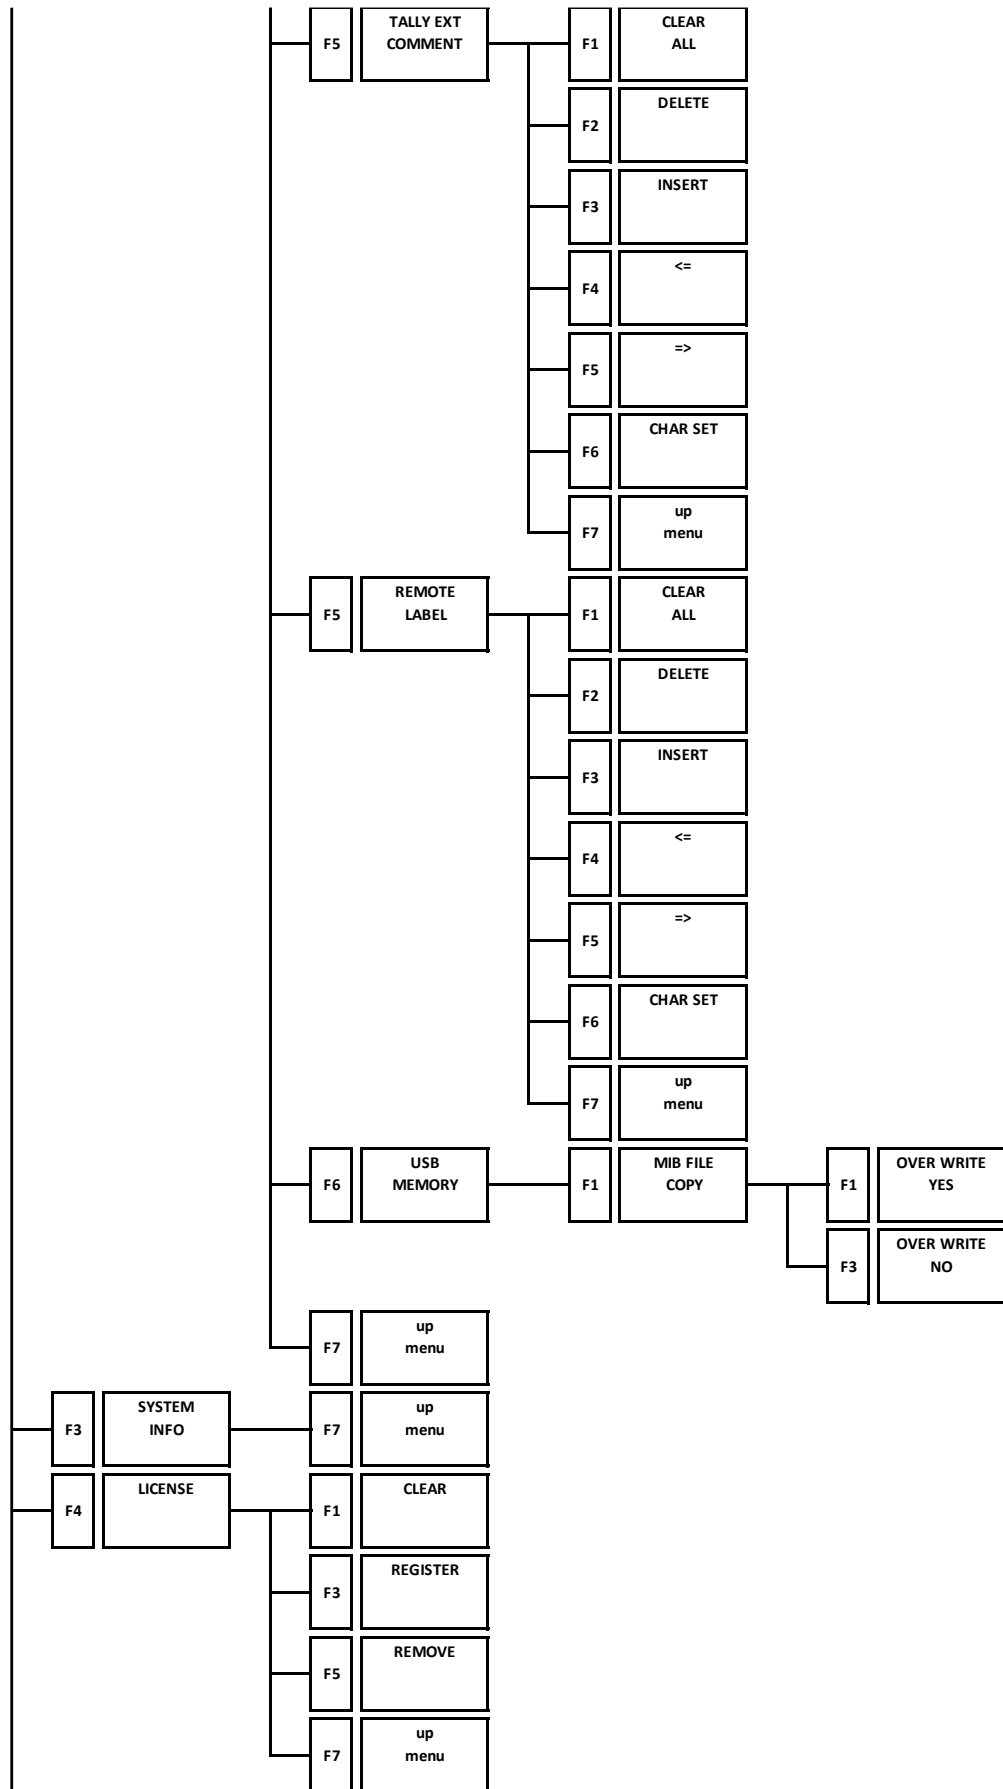 F5 TALLY EXT F1 CLEAR
COMMENT ALL
F2 DELETE
F3 INSERT
F4 <=
F5 =>
F6 CHAR SET
F7 up
menu
F5 REMOTE F1 CLEAR
LABEL ALL
F2 DELETE
F3 INSERT
F4 <=
F5 =>
F6 CHAR SET
F7 up
menu
F6 USB F1 MIB FILE F1 OVER WRITE
MEMORY COPY YES
F3 OVER WRITE
NO
F7 up
menu
F3 SYSTEM F7 up
INFO menu
F4 LICENSE F1 CLEAR
F3 REGISTER
F5 REMOVE
F7 up
menu